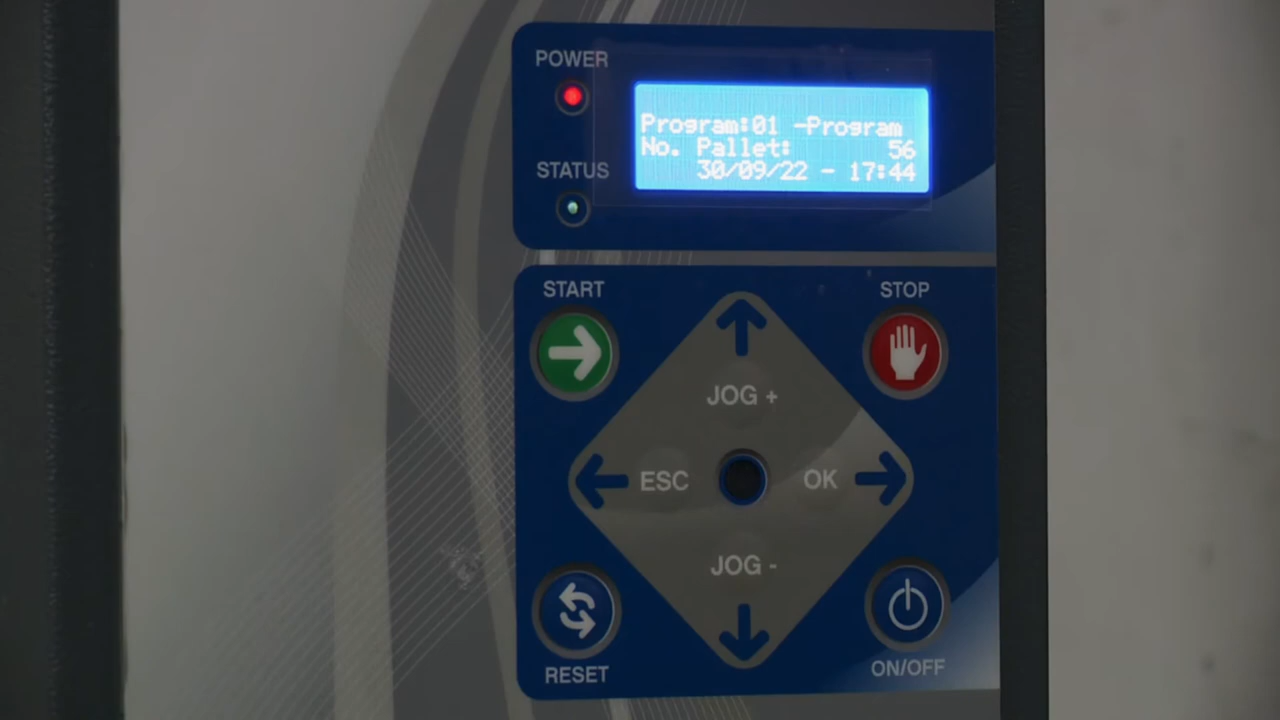 POWER
Program:01 -Program
No. Pallet: 56
30/09/22 - 17:44
STATUS
START
STOP
JOG +
ESC
OK
JOG -
RESET
ON/OFF